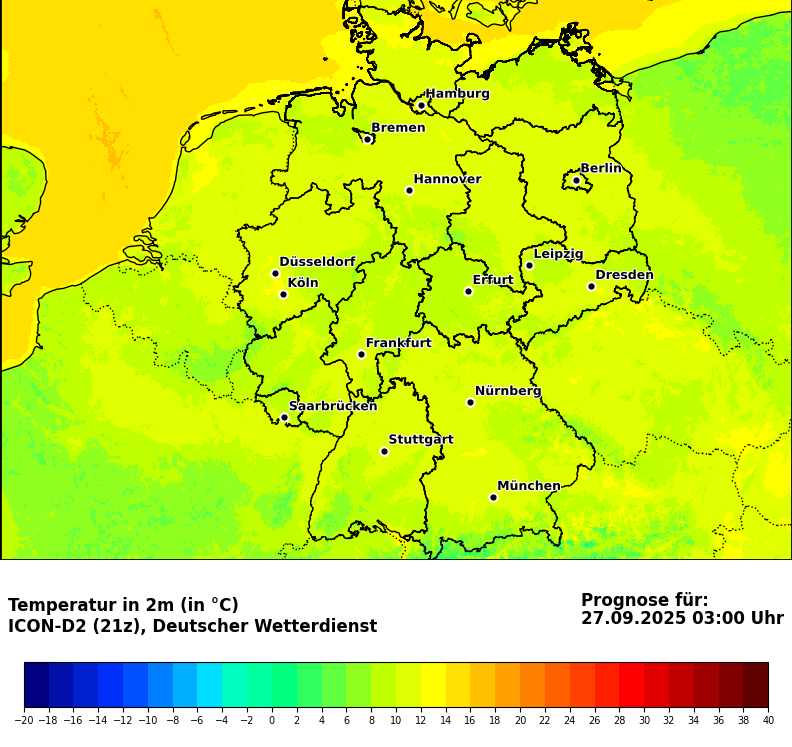 Hamburg
Bremen
Berlin
Hannover
Leipzig
Düsseldorf
Dresden
Köln
Erfurt
Frankfurt
Nürnberg
Saarbrücken
Stuttgart
München
Temperatur in 2m (in °C)
ICON-D2 (21z), Deutscher Wetterdienst
Prognose für:
27.09.2025 03:00 Uhr
−20 −18 −16 −14 −12 −10 −8 −6 −4 −2 0 2 4 6 8 10 12 14 16 18 20 22 24 26 28 30 32 34 36 38 40